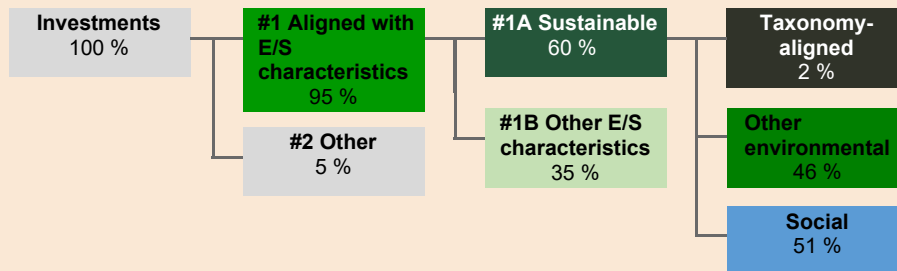 Investments
100 %
#1 Aligned with
E/S
characteristics
95 %
#2 Other
5 %
#1A Sustainable
60 %
#1B Other E/S
characteristics
35 %
Taxonomy-
aligned
2 %
Other
environmental
46 %
Social
51 %